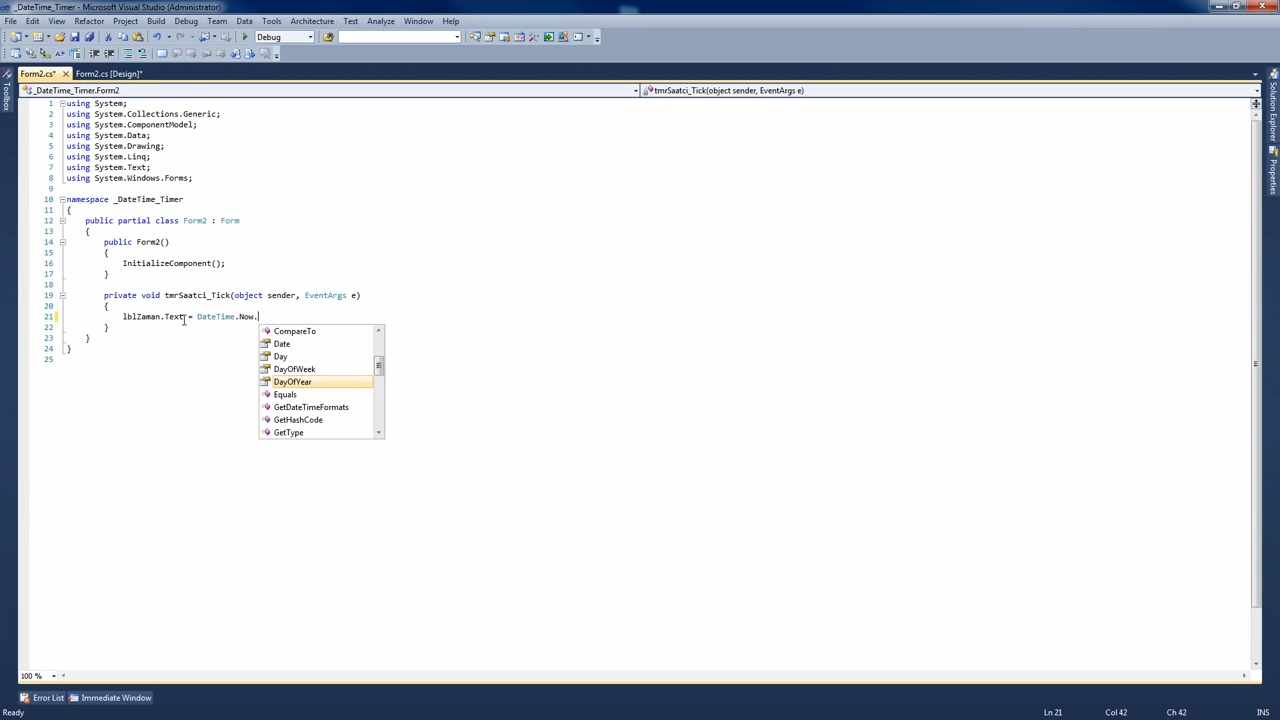 _DateTime_Timer - Microsoft Visual Studio (Administrator)
File Edit View Refactor Project Build Debug Team Data Tools Architecture Test Analyze Window Help
Debug
Form2.cs* Form2.cs [Design]*
_DateTime_Timer.Form2 tmrSaatci_Tick(object sender, EventArgs e)
Toolbox
Solution Explorer
Properties
1 using System;
2 using System.Collections.Generic;
3 using System.ComponentModel;
4 using System.Data;
5 using System.Drawing;
6 using System.Linq;
7 using System.Text;
8 using System.Windows.Forms;
9
10 namespace _DateTime_Timer
11 {
12 public partial class Form2 : Form
13 {
14 public Form2()
15 {
16 InitializeComponent();
17 }
18
19 private void tmrSaatci_Tick(object sender, EventArgs e)
20 {
21 lblZaman.Text = DateTime.Now.
22 }
23 }
24 }
25
CompareTo
Date
Day
DayOfWeek
DayOfYear
Equals
GetDateTimeFormats
GetHashCode
GetType
100 %
Error List Immediate Window
Ready Ln 21 Col 42 Ch 42 INS